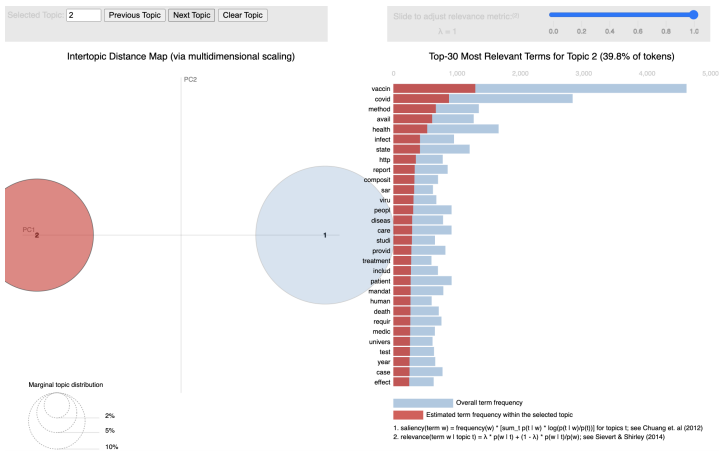 Selected Topic: 2 Previous Topic Next Topic Clear Topic
Slide to adjust relevance metric:(2)
λ = 1
0.0 0.2 0.4 0.6 0.8 1.0
Intertopic Distance Map (via multidimensional scaling)
PC2
PC1
2
1
Marginal topic distribution
2%
5%
10%
Top-30 Most Relevant Terms for Topic 2 (39.8% of tokens)
0 1,000 2,000 3,000 4,000 5,000
vaccin
covid
method
avail
health
infect
state
http
report
composit
sar
viru
peopl
diseas
care
studi
provid
treatment
includ
patient
mandat
human
death
requir
medic
univers
test
year
case
effect
Overall term frequency
Estimated term frequency within the selected topic
1. saliency(term w) = frequency(w) * [sum_t p(t | w) * log(p(t | w)/p(t))] for topics t; see Chuang et. al (2012)
2. relevance(term w | topic t) = λ * p(w | t) + (1 - λ) * p(w | t)/p(w); see Sievert & Shirley (2014)